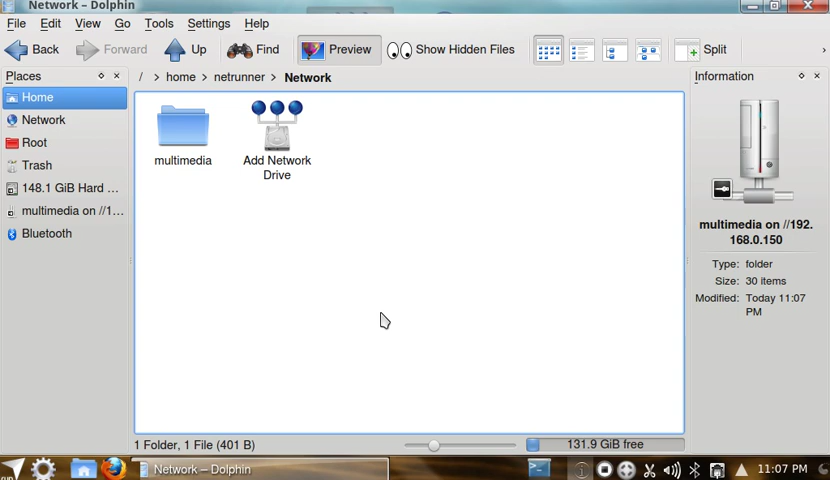 Network – Dolphin
File Edit View Go Tools Settings Help
Back Forward Up Find Preview Show Hidden Files Split ›
Places
Home
Network
Root
Trash
148.1 GiB Hard ...
multimedia on //1...
Bluetooth
/ > home > netrunner > Network
multimedia
Add Network
Drive
1 Folder, 1 File (401 B)
131.9 GiB free
Information
multimedia on //192.
168.0.150
Type: folder
Size: 30 items
Modified: Today 11:07
PM
Network – Dolphin
11:07 PM